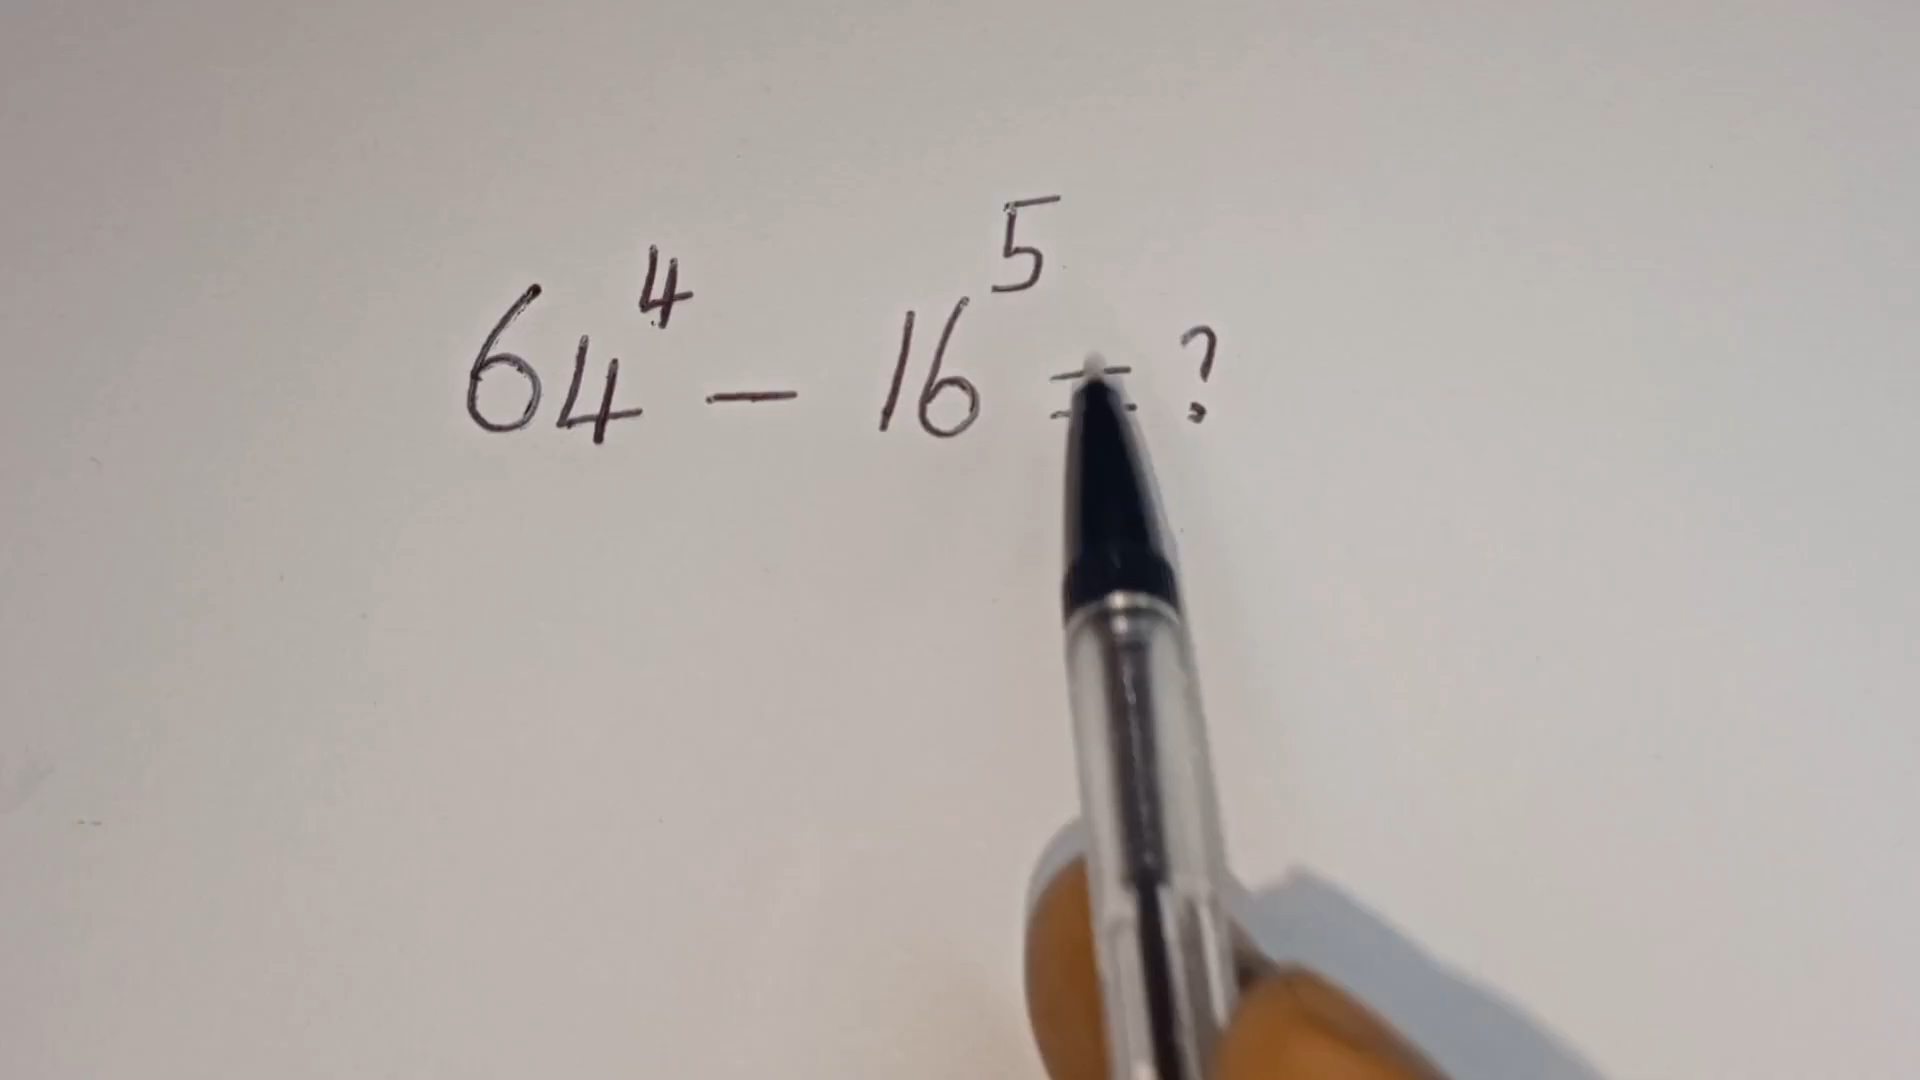 64⁴ - 16⁵ = ?